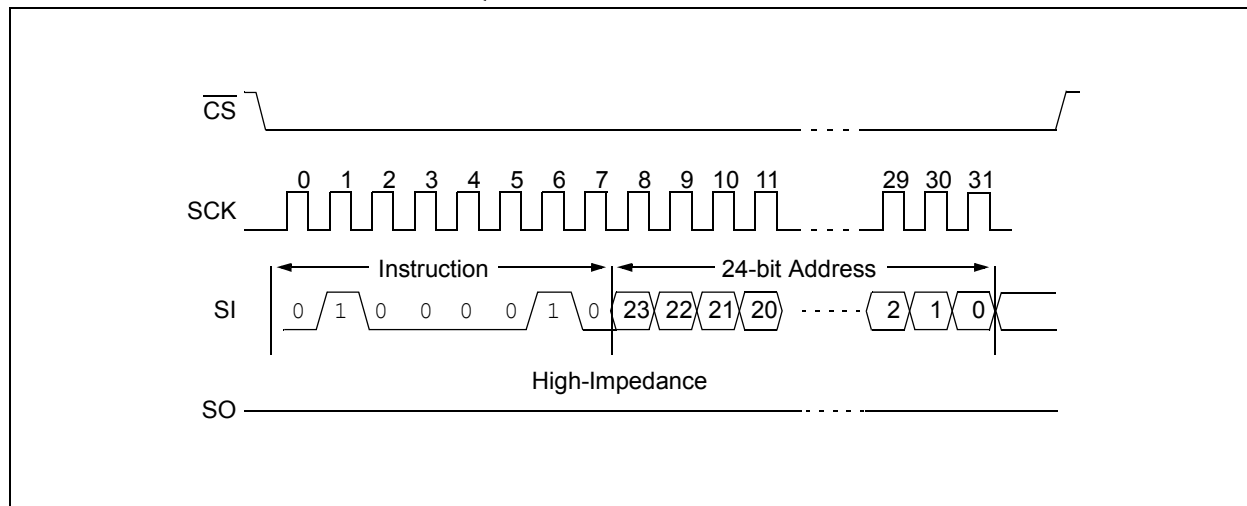 CS
0 1 2 3 4 5 6 7 8 9 10 11 29 30 31
SCK
Instruction 24-bit Address
SI 0 1 0 0 0 0 1 0 23 22 21 20 2 1 0
High-Impedance
SO